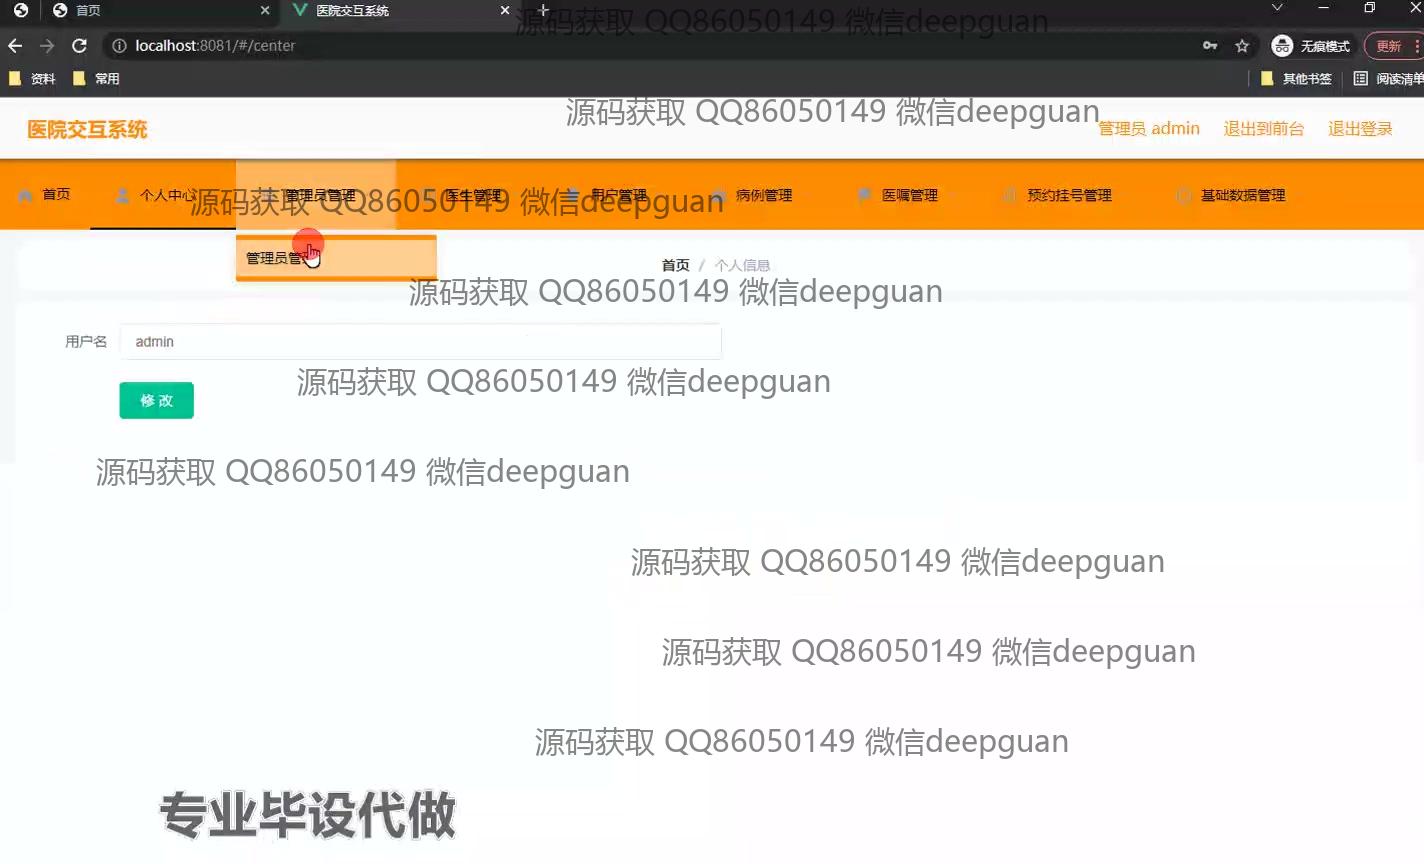 首页
医院交互系统
源码获取 QQ86050149 微信deepguan
localhost:8081/#/center
无痕模式
更新
资料
常用
其他书签
阅读清单
源码获取 QQ86050149 微信deepguan
医院交互系统
管理员 admin
退出到前台
退出登录
首页
个人中心
管理员管理
医生管理
用户管理
病例管理
医嘱管理
预约挂号管理
基础数据管理
源码获取 QQ86050149 微信deepguan
管理员管理
首页 / 个人信息
源码获取 QQ86050149 微信deepguan
用户名
admin
源码获取 QQ86050149 微信deepguan
修改
源码获取 QQ86050149 微信deepguan
源码获取 QQ86050149 微信deepguan
源码获取 QQ86050149 微信deepguan
源码获取 QQ86050149 微信deepguan
专业毕设代做